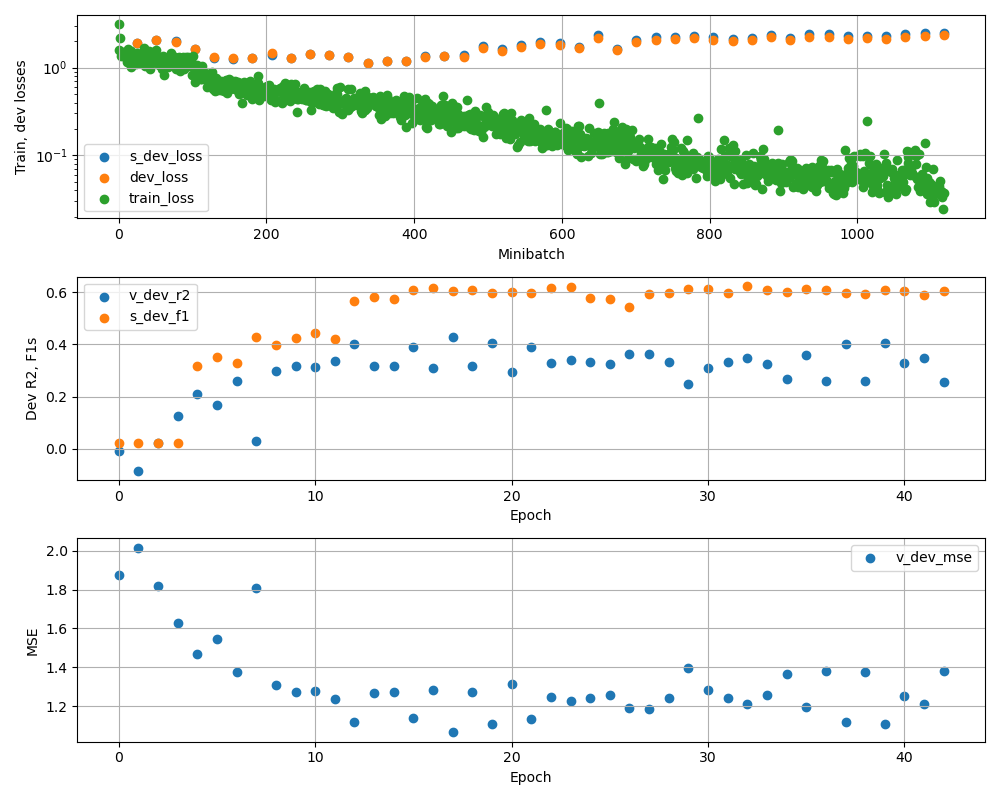 Train, dev losses
10⁰
10⁻¹
s_dev_loss
dev_loss
train_loss
0 200 400 600 800 1000
Minibatch
Dev R2, F1s
0.6
0.4
0.2
0.0
v_dev_r2
s_dev_f1
0 10 20 30 40
Epoch
MSE
2.0
1.8
1.6
1.4
1.2
v_dev_mse
0 10 20 30 40
Epoch